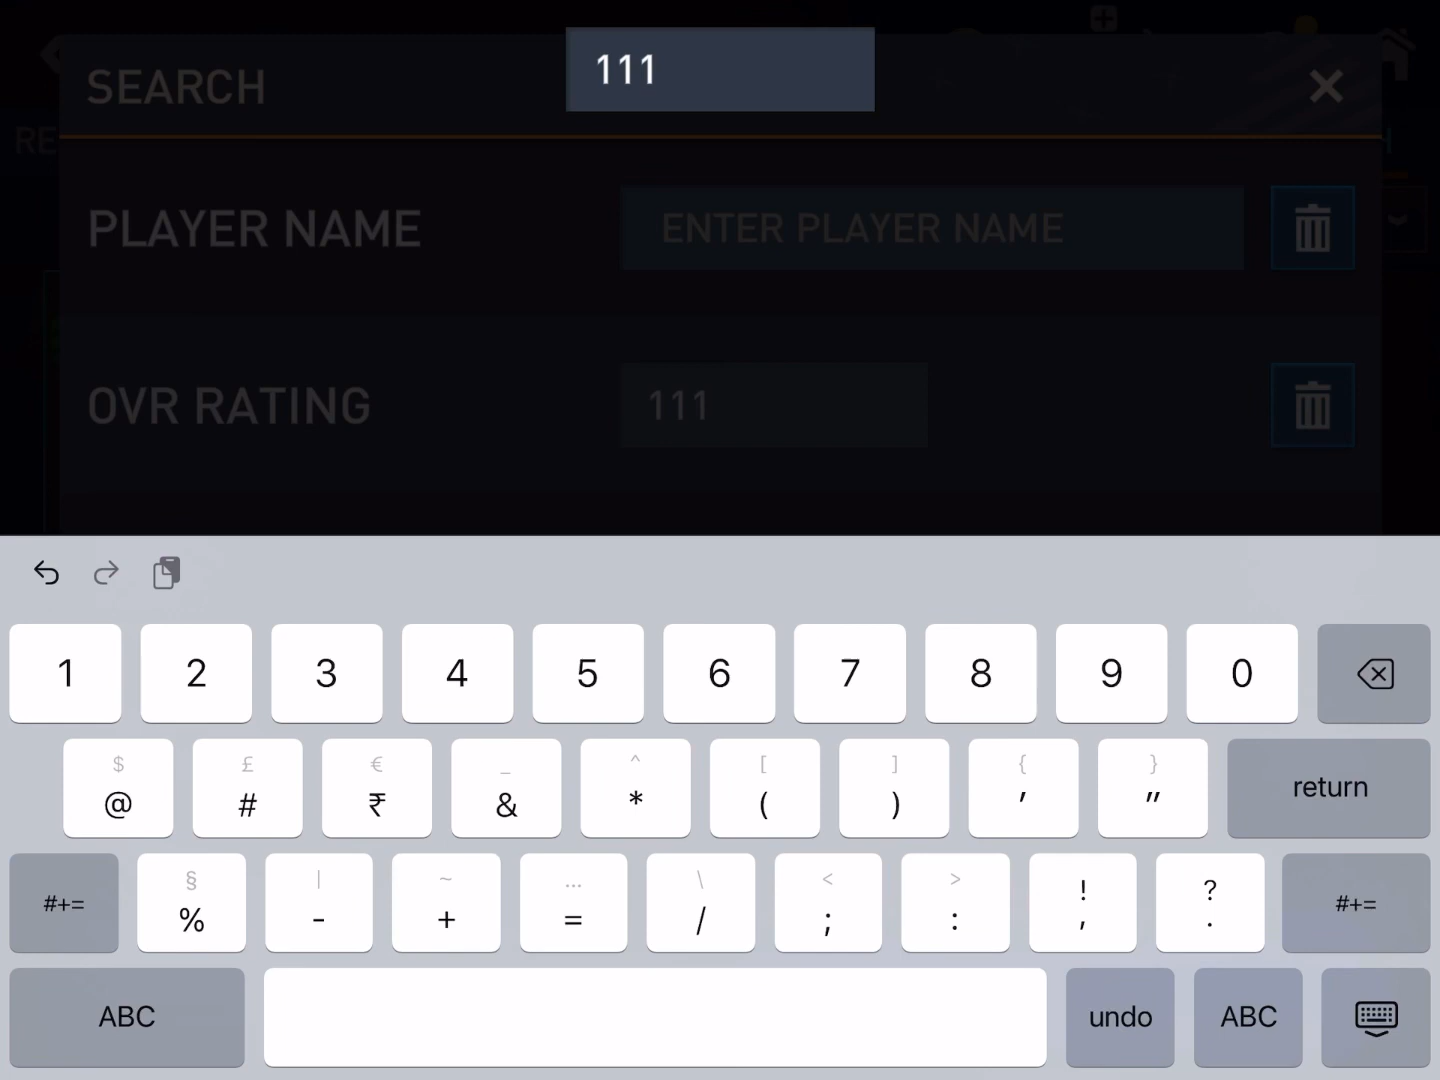 111
SEARCH
RE
H
PLAYER NAME
ENTER PLAYER NAME
OVR RATING
111
1 2 3 4 5 6 7 8 9 0
$ £ € _ ^ [ ] { }
@ # ₹ & * ( ) ' "
return
§ | ~ … \ < > ! ?
#+= % - + = / ; : , . #+=
ABC undo ABC